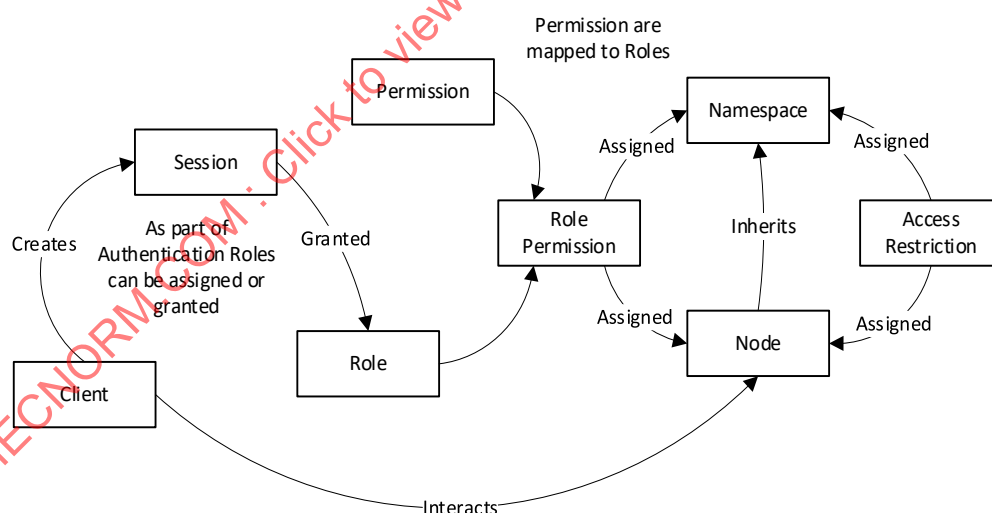 Permission are
mapped to Roles
Permission
Namespace
Assigned
Assigned
Session
Role
Permission
Access
Restriction
As part of
Authentication Roles
can be assigned or
granted
Creates
Granted
Inherits
Assigned
Assigned
Role
Node
Client
Interacts
ECNORM.COM : Click to view